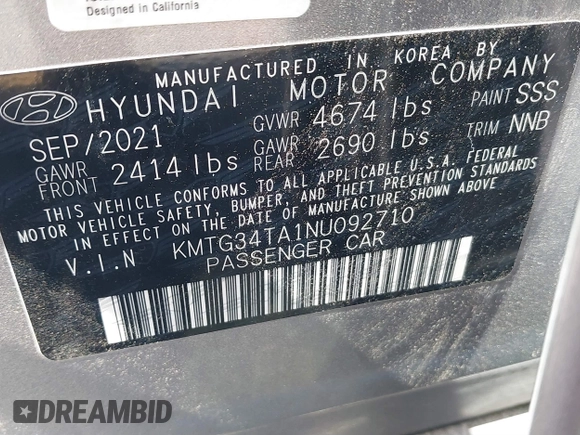 Designed in California
MANUFACTURED IN KOREA BY
HYUNDAI MOTOR COMPANY
SEP/2021 GVWR 4674 lbs PAINT SSS
GAWR FRONT 2414 lbs GAWR REAR 2690 lbs TRIM NNB
THIS VEHICLE CONFORMS TO ALL APPLICABLE U.S.A. FEDERAL
MOTOR VEHICLE SAFETY, BUMPER, AND THEFT PREVENTION STANDARDS
IN EFFECT ON THE DATE OF MANUFACTURE SHOWN ABOVE
V.I.N KMTG34TA1NU092710
PASSENGER CAR
DREAMBID